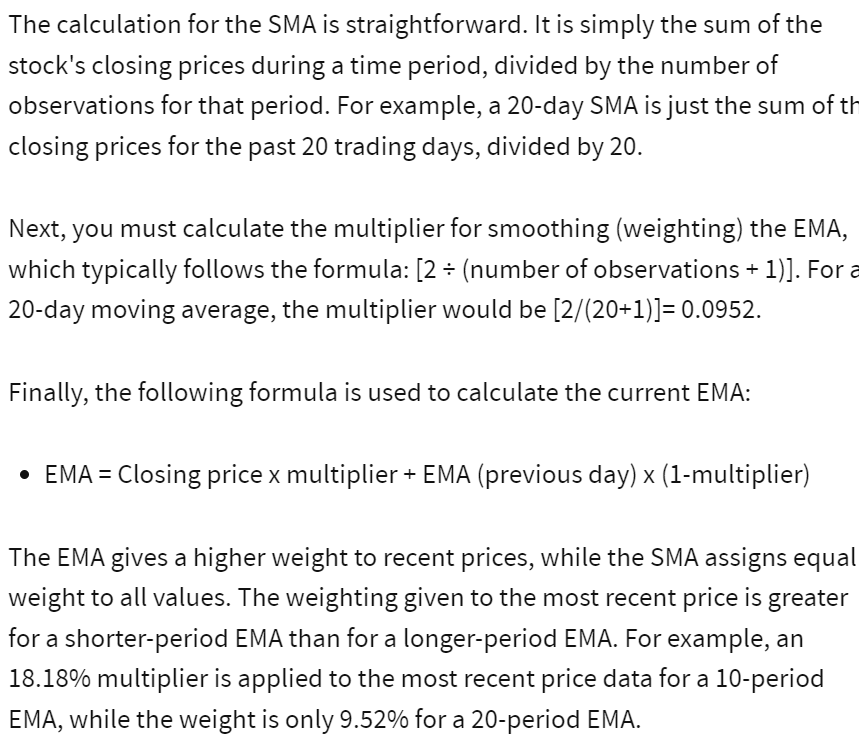 The calculation for the SMA is straightforward. It is simply the sum of the
stock's closing prices during a time period, divided by the number of
observations for that period. For example, a 20-day SMA is just the sum of th
closing prices for the past 20 trading days, divided by 20.
Next, you must calculate the multiplier for smoothing (weighting) the EMA,
which typically follows the formula: [2 ÷ (number of observations + 1)]. For a
20-day moving average, the multiplier would be [2/(20+1)]= 0.0952.
Finally, the following formula is used to calculate the current EMA:
• EMA = Closing price x multiplier + EMA (previous day) x (1-multiplier)
The EMA gives a higher weight to recent prices, while the SMA assigns equal
weight to all values. The weighting given to the most recent price is greater
for a shorter-period EMA than for a longer-period EMA. For example, an
18.18% multiplier is applied to the most recent price data for a 10-period
EMA, while the weight is only 9.52% for a 20-period EMA.